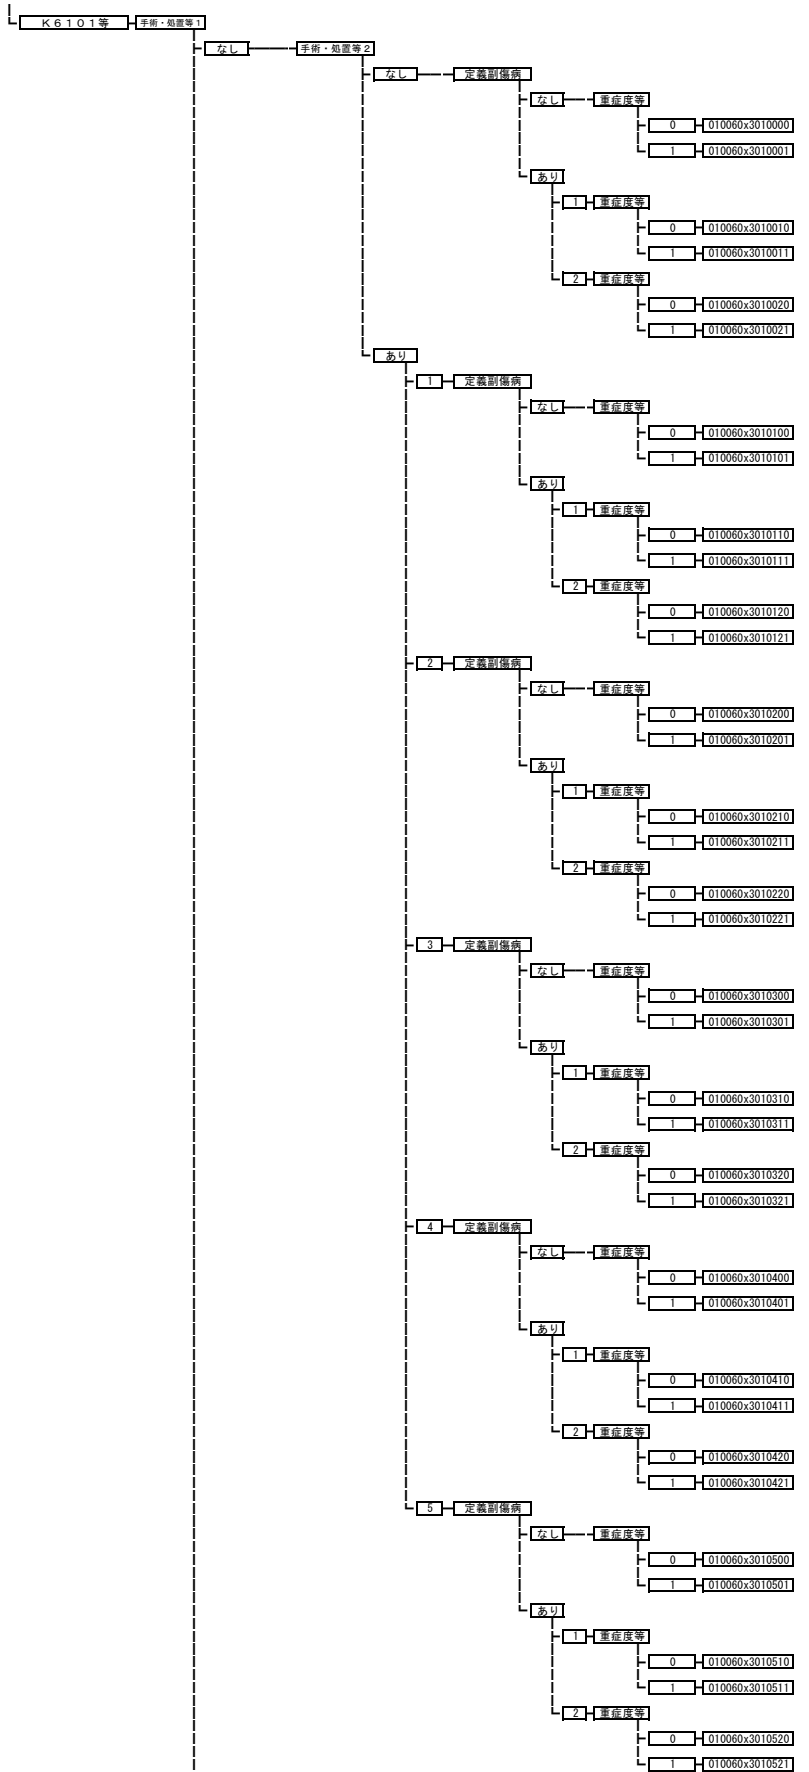 Ｋ６１０１等 手術・処置等１
なし 手術・処置等２
なし 定義副傷病
なし 重症度等
0 010060x3010000
1 010060x3010001
あり
1 重症度等
0 010060x3010010
1 010060x3010011
2 重症度等
0 010060x3010020
1 010060x3010021
あり
1 定義副傷病
なし 重症度等
0 010060x3010100
1 010060x3010101
あり
1 重症度等
0 010060x3010110
1 010060x3010111
2 重症度等
0 010060x3010120
1 010060x3010121
2 定義副傷病
なし 重症度等
0 010060x3010200
1 010060x3010201
あり
1 重症度等
0 010060x3010210
1 010060x3010211
2 重症度等
0 010060x3010220
1 010060x3010221
3 定義副傷病
なし 重症度等
0 010060x3010300
1 010060x3010301
あり
1 重症度等
0 010060x3010310
1 010060x3010311
2 重症度等
0 010060x3010320
1 010060x3010321
4 定義副傷病
なし 重症度等
0 010060x3010400
1 010060x3010401
あり
1 重症度等
0 010060x3010410
1 010060x3010411
2 重症度等
0 010060x3010420
1 010060x3010421
5 定義副傷病
なし 重症度等
0 010060x3010500
1 010060x3010501
あり
1 重症度等
0 010060x3010510
1 010060x3010511
2 重症度等
0 010060x3010520
1 010060x3010521